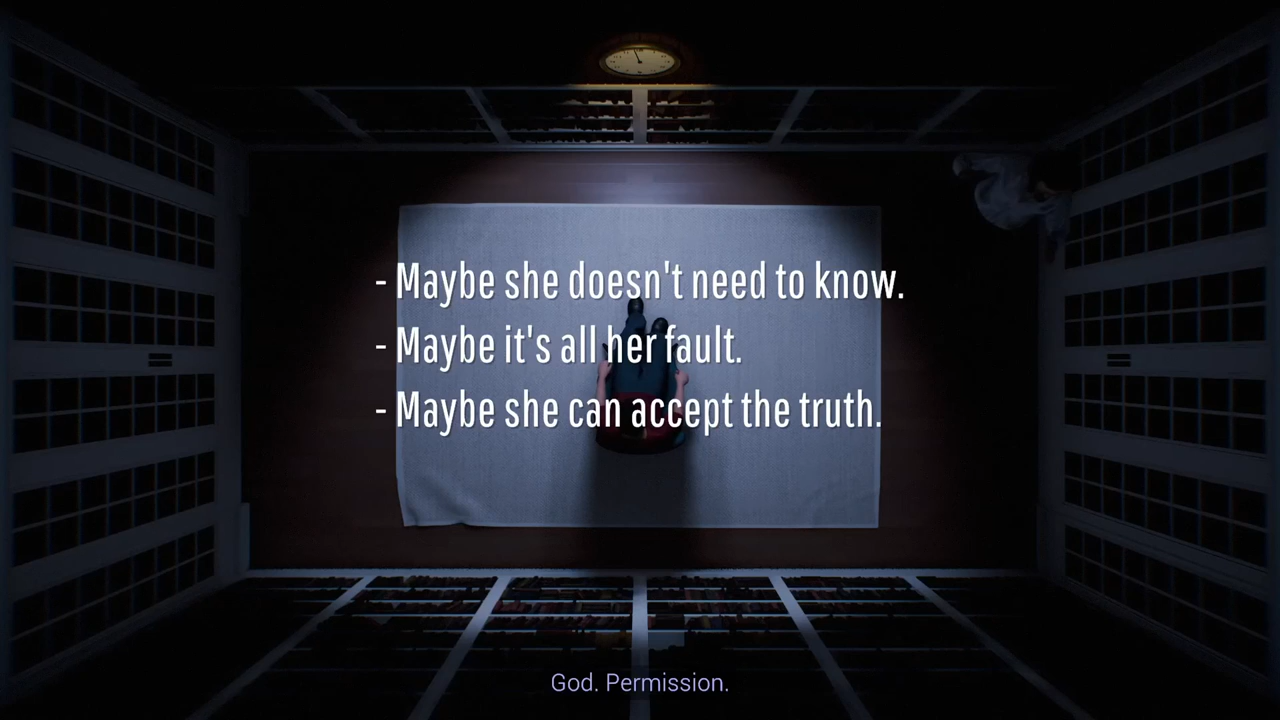 - Maybe she doesn't need to know.
- Maybe it's all her fault.
- Maybe she can accept the truth.
God. Permission.